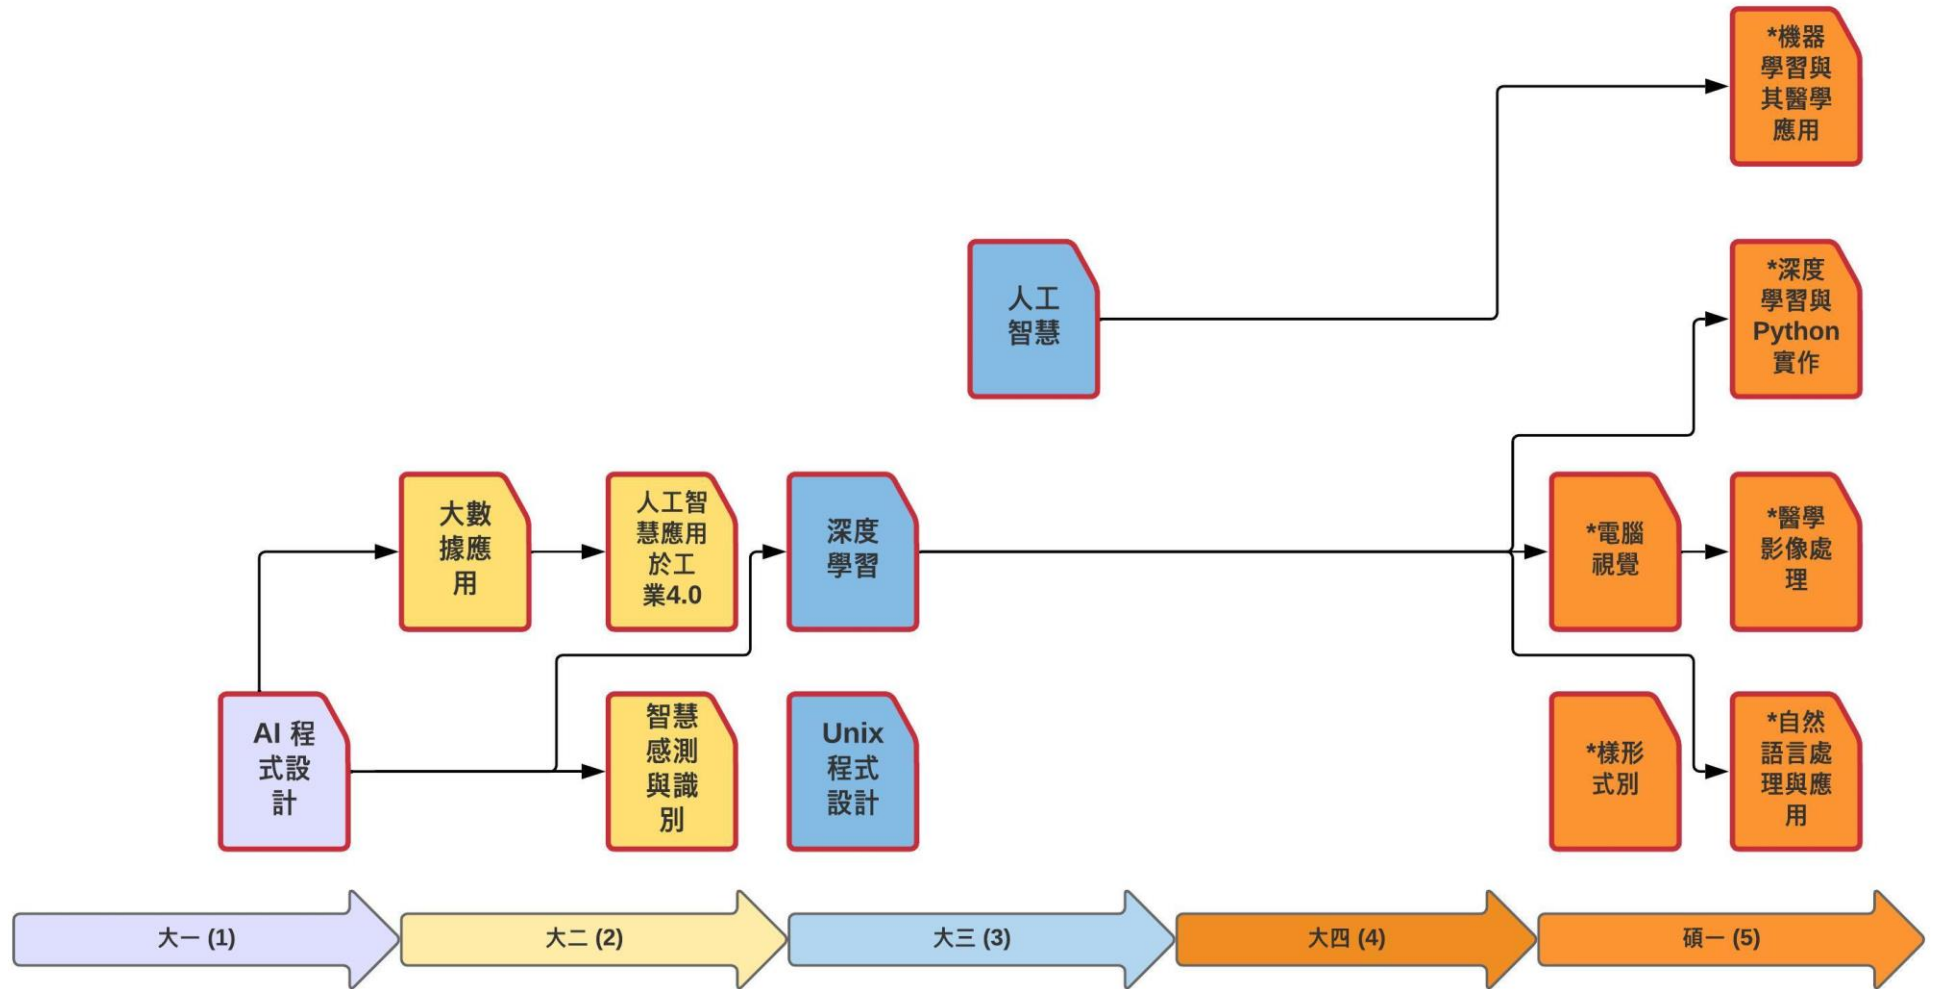 *機器
學習與
其醫學
應用
人工
智慧
*深度
學習與
Python
實作
大數
據應
用
人工智
慧應用
於工
業4.0
深度
學習
*電腦
視覺
*醫學
影像處
理
AI 程
式設
計
智慧
感測
與識
別
Unix
程式
設計
*樣形
式別
*自然
語言處
理與應
用
大一 (1)
大二 (2)
大三 (3)
大四 (4)
碩一 (5)